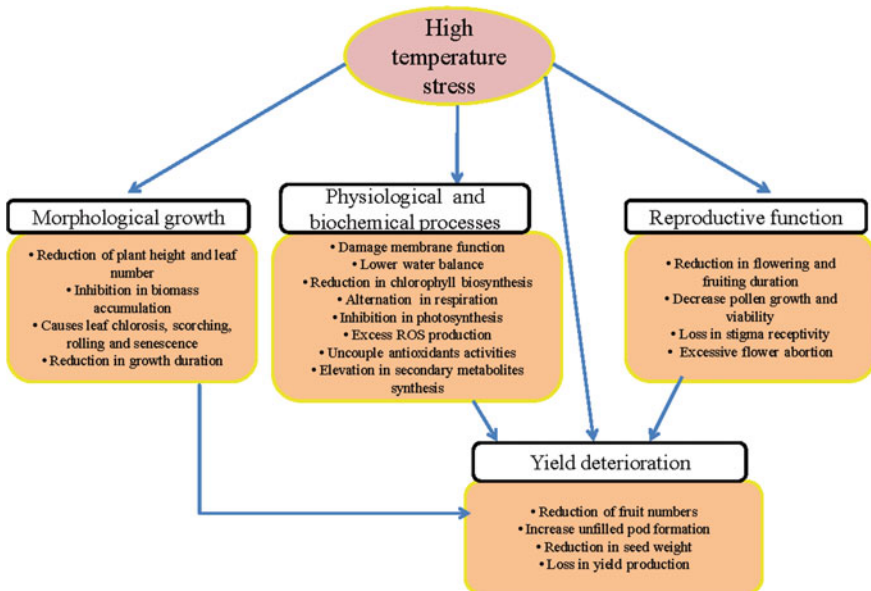 High
temperature
stress
Morphological growth
• Reduction of plant height and leaf
number
• Inhibition in biomass
accumulation
• Causes leaf chlorosis, scorching,
rolling and senescence
• Reduction in growth duration
Physiological and
biochemical processes
• Damage membrane function
• Lower water balance
• Reduction in chlorophyll biosynthesis
• Alternation in respiration
• Inhibition in photosynthesis
• Excess ROS production
• Uncouple antioxidants activities
• Elevation in secondary metabolites
synthesis
Reproductive function
• Reduction in flowering and
fruiting duration
• Decrease pollen growth and
viability
• Loss in stigma receptivity
• Excessive flower abortion
Yield deterioration
• Reduction of fruit numbers
• Increase unfilled pod formation
• Reduction in seed weight
• Loss in yield production